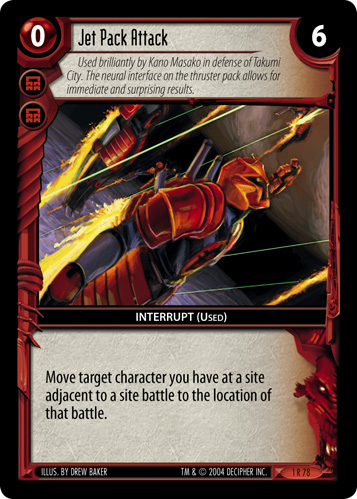 0 Jet Pack Attack 6
Used brilliantly by Kano Masako in defense of Takumi
City. The neural interface on the thruster pack allows for
immediate and surprising results.
INTERRUPT (USED)
Move target character you have at a site
adjacent to a site battle to the location of
that battle.
ILLUS. BY DREW BAKER TM & © 2004 DECIPHER INC. 1 R 78